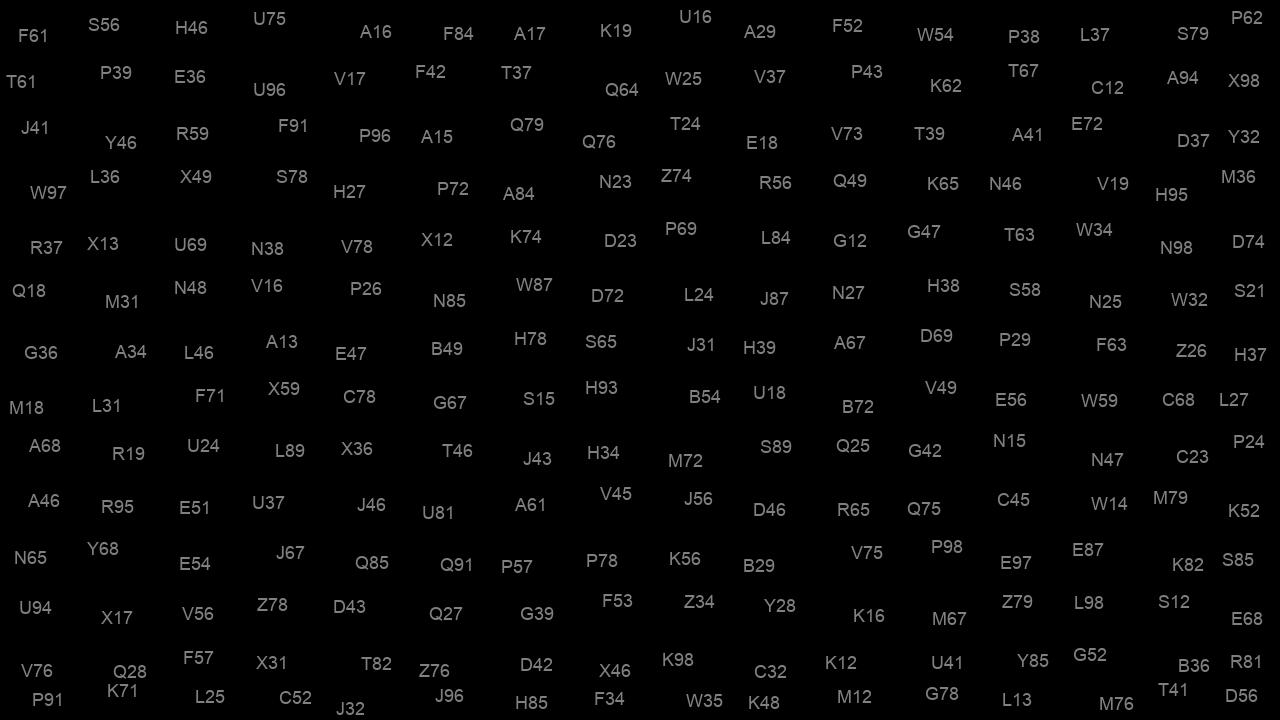 F61 S56 H46 U75 A16 F84 A17 K19 U16 A29 F52 W54 P38 L37 S79 P62
T61 P39 E36 U96 V17 F42 T37 Q64 W25 V37 P43 K62 T67 C12 A94 X98
J41 Y46 R59 F91 P96 A15 Q79 Q76 T24 E18 V73 T39 A41 E72 D37 Y32
W97 L36 X49 S78 H27 P72 A84 N23 Z74 R56 Q49 K65 N46 V19 H95 M36
R37 X13 U69 N38 V78 X12 K74 D23 P69 L84 G12 G47 T63 W34 N98 D74
Q18 M31 N48 V16 P26 N85 W87 D72 L24 J87 N27 H38 S58 N25 W32 S21
G36 A34 L46 A13 E47 B49 H78 S65 J31 H39 A67 D69 P29 F63 Z26 H37
M18 L31 F71 X59 C78 G67 S15 H93 B54 U18 B72 V49 E56 W59 C68 L27
A68 R19 U24 L89 X36 T46 J43 H34 M72 S89 Q25 G42 N15 N47 C23 P24
A46 R95 E51 U37 J46 U81 A61 V45 J56 D46 R65 Q75 C45 W14 M79 K52
N65 Y68 E54 J67 Q85 Q91 P57 P78 K56 B29 V75 P98 E97 E87 K82 S85
U94 X17 V56 Z78 D43 Q27 G39 F53 Z34 Y28 K16 M67 Z79 L98 S12 E68
V76 Q28 F57 X31 T82 Z76 D42 X46 K98 C32 K12 U41 Y85 G52 B36 R81
P91 K71 L25 C52 J32 J96 H85 F34 W35 K48 M12 G78 L13 M76 T41 D56